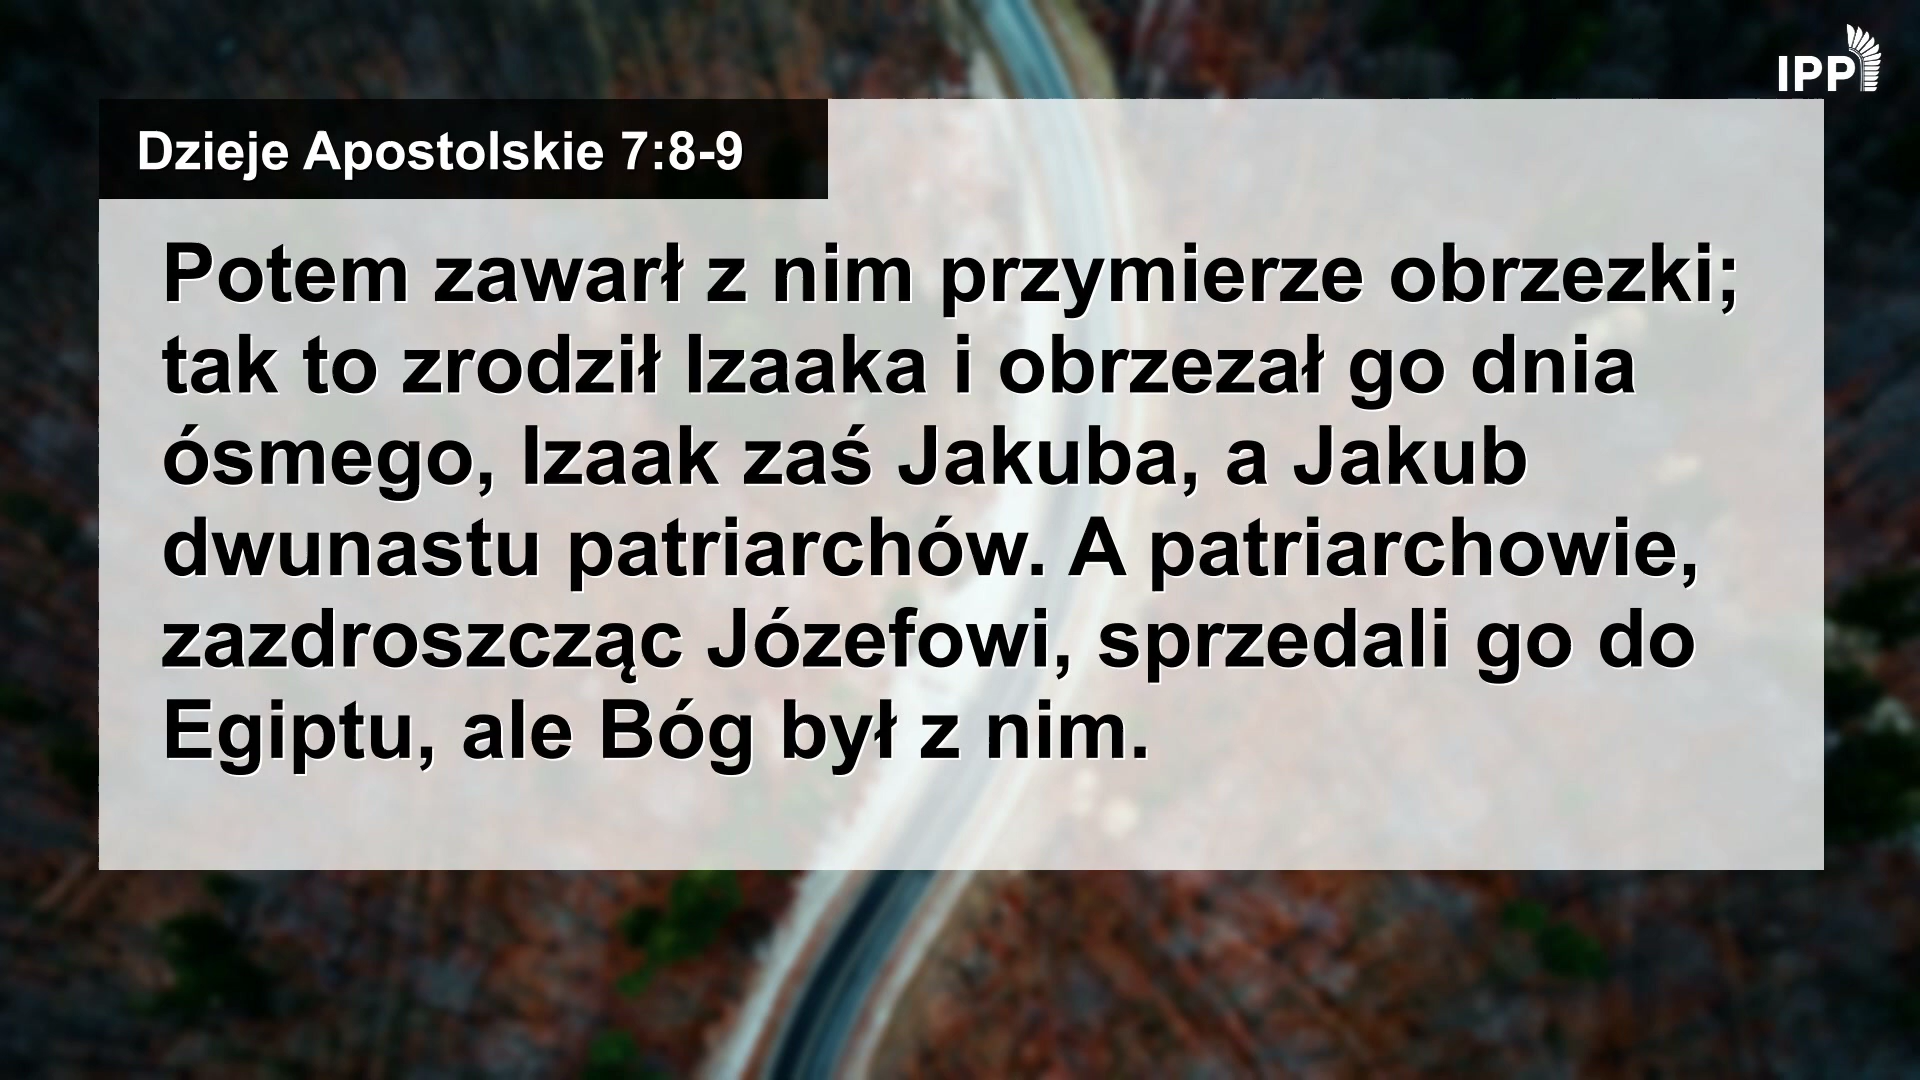 IPP
Dzieje Apostolskie 7:8-9
Potem zawarł z nim przymierze obrzezki;
tak to zrodził Izaaka i obrzezał go dnia
ósmego, Izaak zaś Jakuba, a Jakub
dwunastu patriarchów. A patriarchowie,
zazdroszcząc Józefowi, sprzedali go do
Egiptu, ale Bóg był z nim.